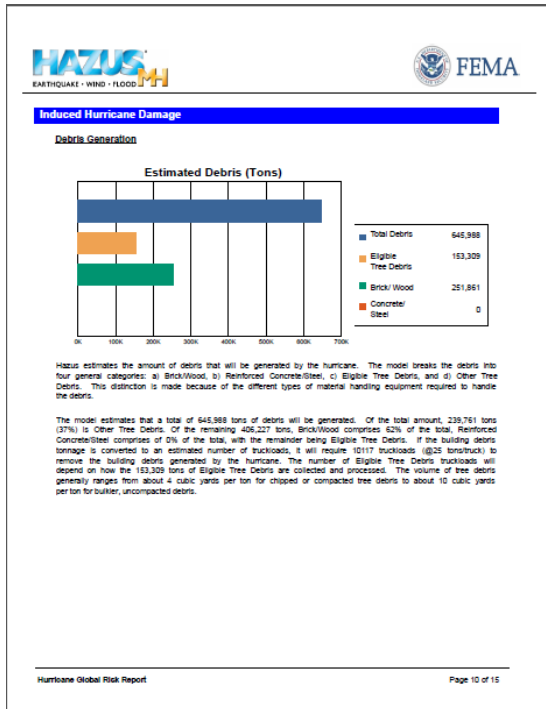 HAZUS MH
EARTHQUAKE • WIND • FLOOD
FEMA
Induced Hurricane Damage
Debris Generation
Estimated Debris (Tons)
Total Debris 645,988
Eligible
Tree Debris 153,309
Brick/ Wood 251,861
Concrete/
Steel 0
0K 100K 200K 300K 400K 500K 600K 700K
Hazus estimates the amount of debris that will be generated by the hurricane. The model breaks the debris into
four general categories: a) Brick/Wood, b) Reinforced Concrete/Steel, c) Eligible Tree Debris, and d) Other Tree
Debris. This distinction is made because of the different types of material handling equipment required to handle
the debris.
The model estimates that a total of 645,988 tons of debris will be generated. Of the total amount, 239,761 tons
(37%) is Other Tree Debris. Of the remaining 406,227 tons, Brick/Wood comprises 62% of the total, Reinforced
Concrete/Steel comprises of 0% of the total, with the remainder being Eligible Tree Debris. If the building debris
tonnage is converted to an estimated number of truckloads, it will require 10117 truckloads (@25 tons/truck) to
remove the building debris generated by the hurricane. The number of Eligible Tree Debris truckloads will
depend on how the 153,309 tons of Eligible Tree Debris are collected and processed. The volume of tree debris
generally ranges from about 4 cubic yards per ton for chipped or compacted tree debris to about 10 cubic yards
per ton for bulkier, uncompacted debris.
Hurricane Global Risk Report
Page 10 of 15